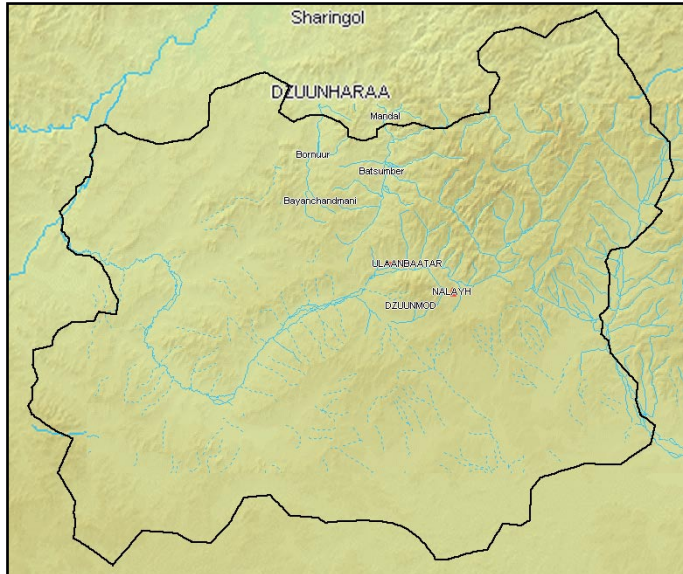 Sharingol
DZUUNHARAA
Mandal
Bornuur
Batsumber
Bayanchandmani
ULAANBAATAR
NALAYH
DZUUNMOD